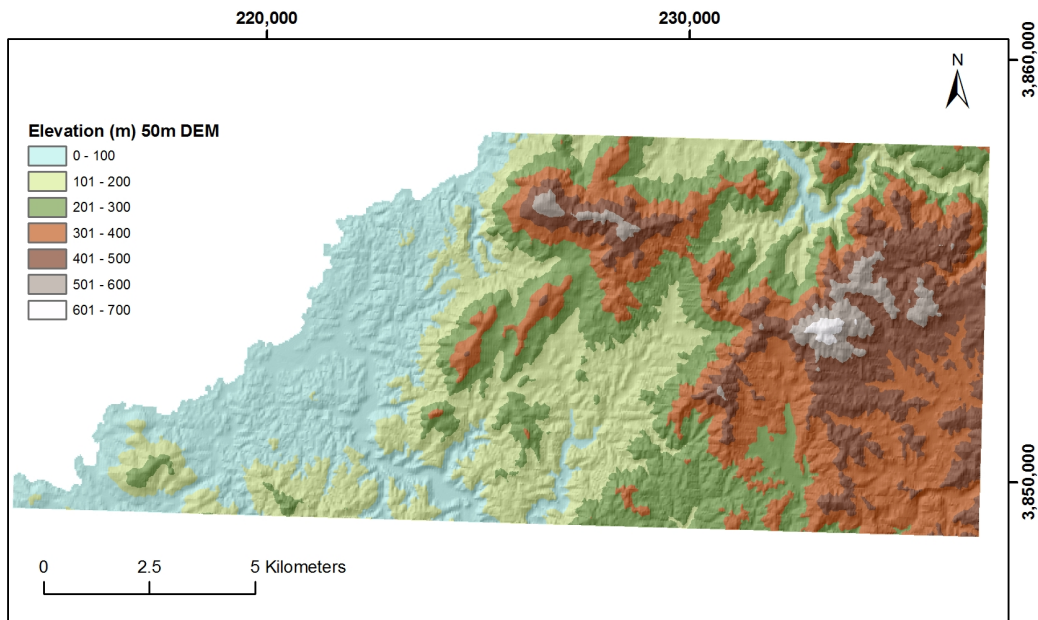 220,000 230,000
3,860,000
N
Elevation (m) 50m DEM
0 - 100
101 - 200
201 - 300
301 - 400
401 - 500
501 - 600
601 - 700
3,850,000
0 2.5 5 Kilometers